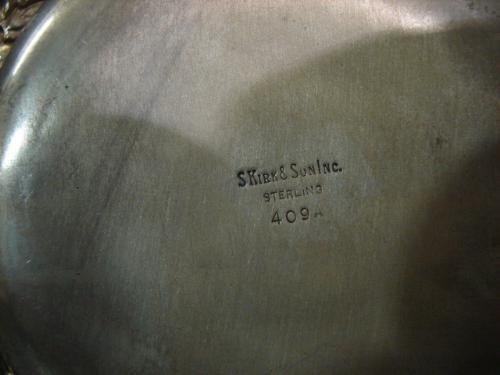 S.KIRK & SON INC.
STERLING
409A